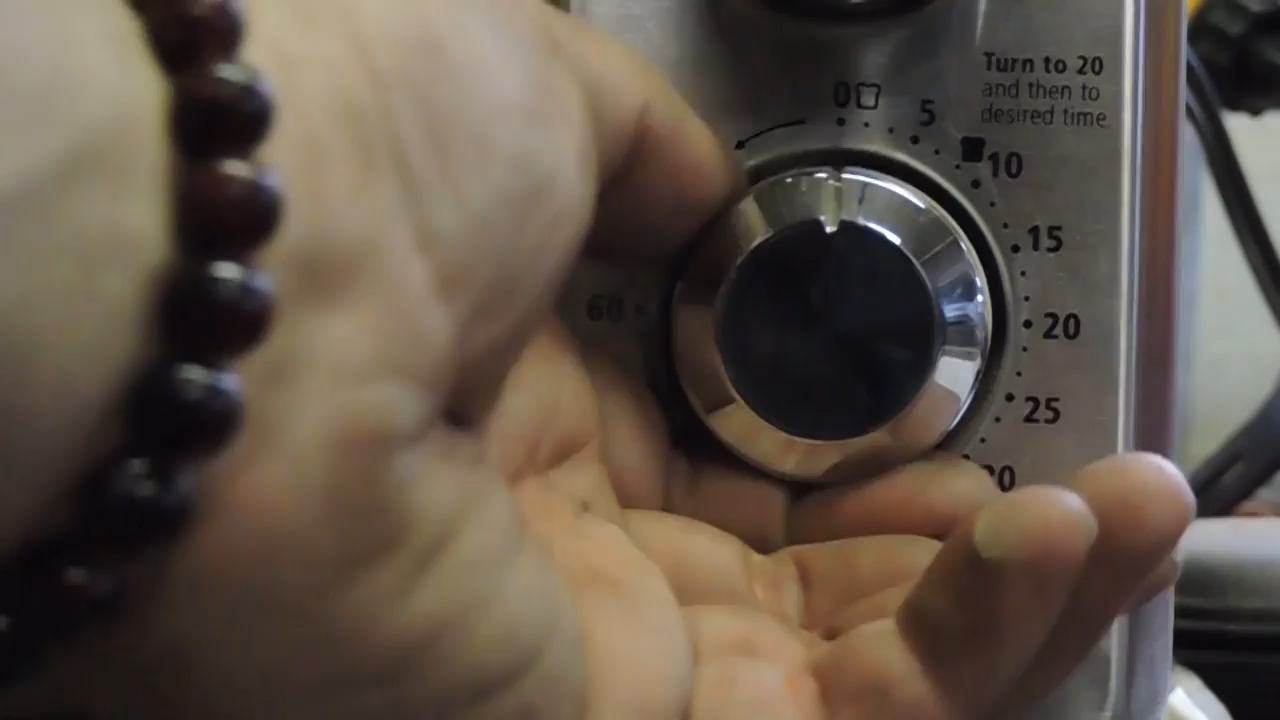 Turn to 20
and then to
desired time
0
5
10
15
20
25
60